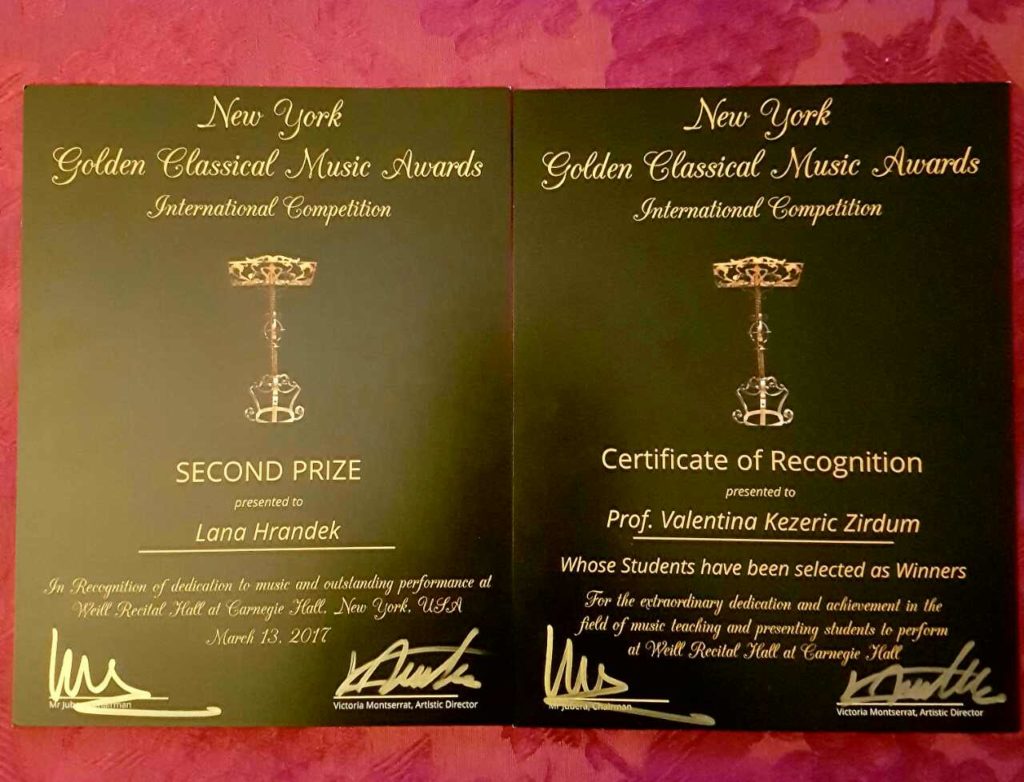 New York
Golden Classical Music Awards
International Competition
SECOND PRIZE
presented to
Lana Hrandek
In Recognition of dedication to music and outstanding performance at
Weill Recital Hall at Carnegie Hall, New York, USA
March 13, 2017
Mr Jubera, Chairman
Victoria Montserrat, Artistic Director
New York
Golden Classical Music Awards
International Competition
Certificate of Recognition
presented to
Prof. Valentina Kezeric Zirdum
Whose Students have been selected as Winners
For the extraordinary dedication and achievement in the
field of music teaching and presenting students to perform
at Weill Recital Hall at Carnegie Hall
Mr Jubera, Chairman
Victoria Montserrat, Artistic Director